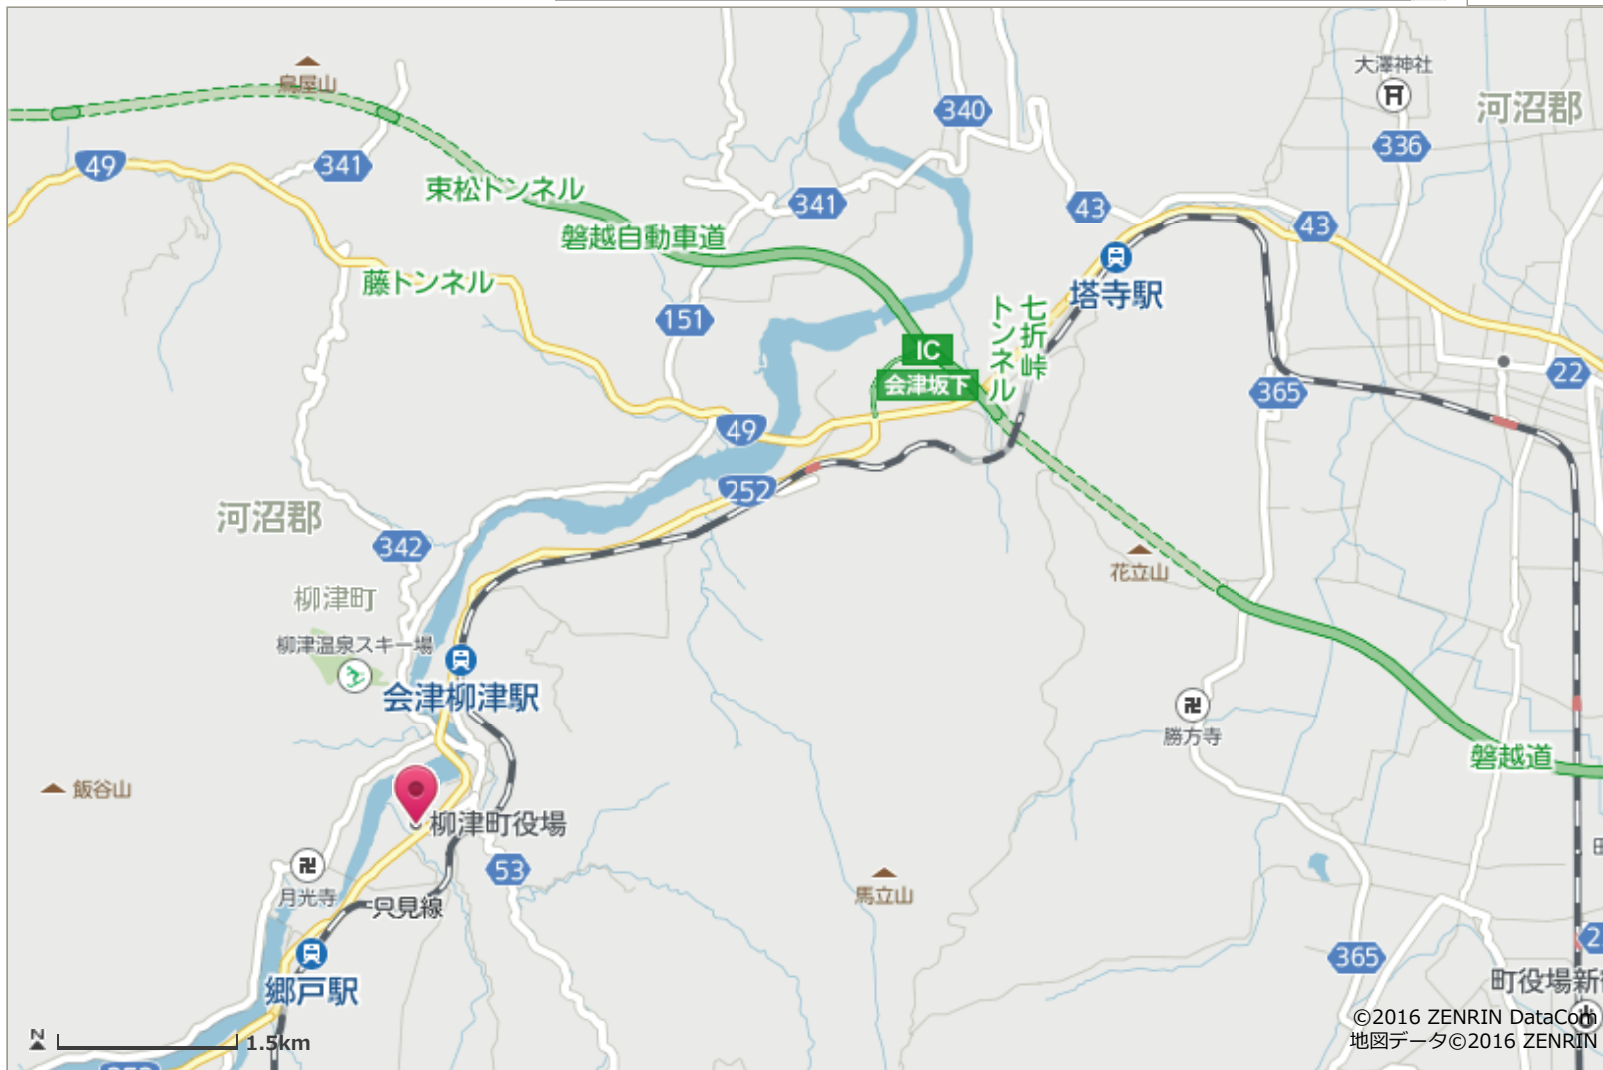 大澤神社
鳥屋山
河沼郡
340
336
49
341
束松トンネル
341
43
43
磐越自動車道
藤トンネル
塔寺駅
七折峠
トンネル
151
IC
会津坂下
22
365
49
252
河沼郡
342
花立山
柳津町
柳津温泉スキー場
会津柳津駅
勝方寺
磐越道
飯谷山
柳津町役場
53
月光寺
馬立山
只見線
365
郷戸駅
町役場新
N
1.5km
©2016 ZENRIN DataCom
地図データ©2016 ZENRIN
252